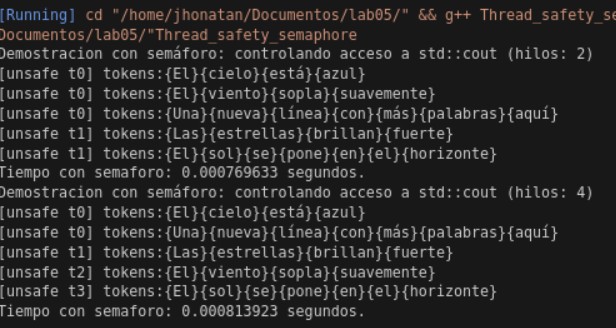 [Running] cd "/home/jhonatan/Documentos/lab05/" && g++ Thread_safety_se
Documentos/lab05/"Thread_safety_semaphore
Demostracion con semáforo: controlando acceso a std::cout (hilos: 2)
[unsafe t0] tokens:{El}{cielo}{está}{azul}
[unsafe t0] tokens:{El}{viento}{sopla}{suavemente}
[unsafe t0] tokens:{Una}{nueva}{línea}{con}{más}{palabras}{aquí}
[unsafe t1] tokens:{Las}{estrellas}{brillan}{fuerte}
[unsafe t1] tokens:{El}{sol}{se}{pone}{en}{el}{horizonte}
Tiempo con semaforo: 0.000769633 segundos.
Demostracion con semáforo: controlando acceso a std::cout (hilos: 4)
[unsafe t0] tokens:{El}{cielo}{está}{azul}
[unsafe t0] tokens:{Una}{nueva}{línea}{con}{más}{palabras}{aquí}
[unsafe t1] tokens:{Las}{estrellas}{brillan}{fuerte}
[unsafe t2] tokens:{El}{viento}{sopla}{suavemente}
[unsafe t3] tokens:{El}{sol}{se}{pone}{en}{el}{horizonte}
Tiempo con semaforo: 0.000813923 segundos.